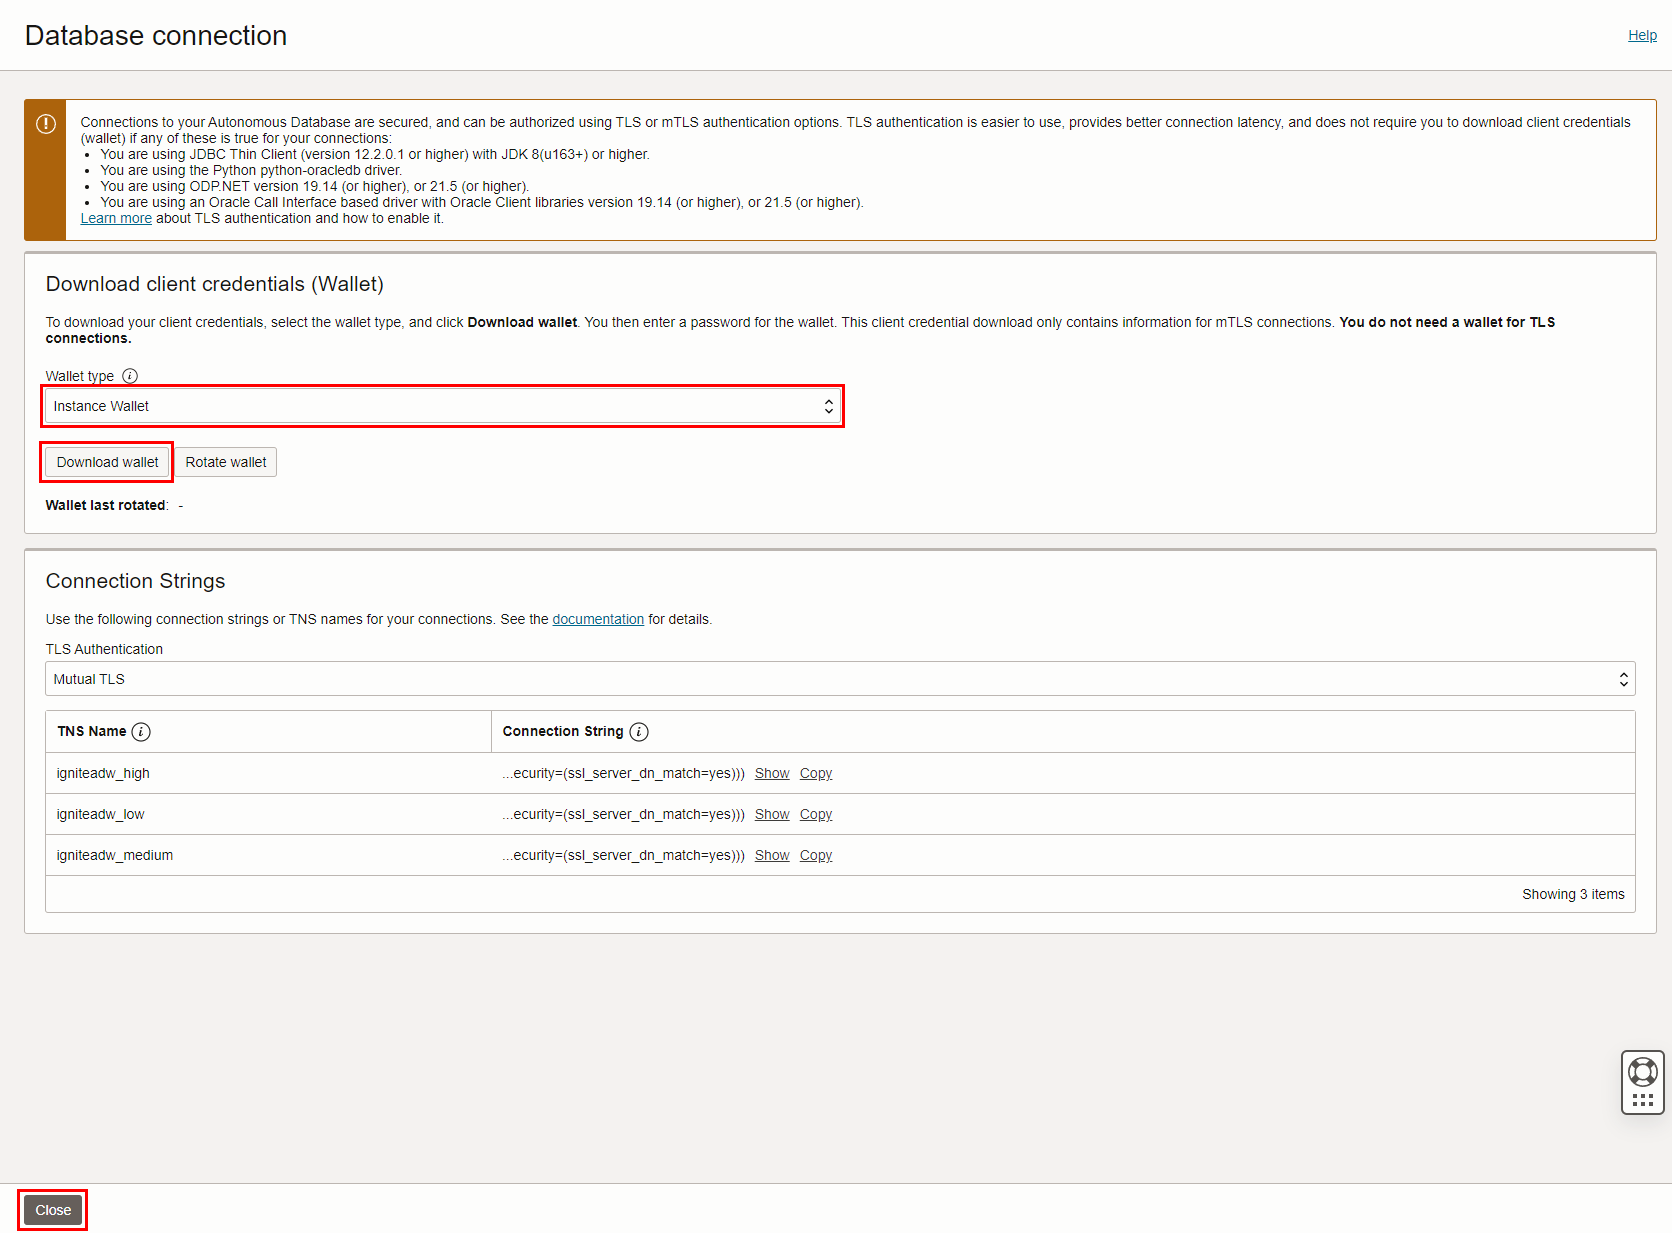 Database connection
Help
Connections to your Autonomous Database are secured, and can be authorized using TLS or mTLS authentication options. TLS authentication is easier to use, provides better connection latency, and does not require you to download client credentials
(wallet) if any of these is true for your connections:
• You are using JDBC Thin Client (version 12.2.0.1 or higher) with JDK 8(u163+) or higher.
• You are using the Python python-oracledb driver.
• You are using ODP.NET version 19.14 (or higher), or 21.5 (or higher).
• You are using an Oracle Call Interface based driver with Oracle Client libraries version 19.14 (or higher), or 21.5 (or higher).
Learn more about TLS authentication and how to enable it.
Download client credentials (Wallet)
To download your client credentials, select the wallet type, and click Download wallet. You then enter a password for the wallet. This client credential download only contains information for mTLS connections. You do not need a wallet for TLS
connections.
Wallet type
Instance Wallet
Download wallet Rotate wallet
Wallet last rotated: -
Connection Strings
Use the following connection strings or TNS names for your connections. See the documentation for details.
TLS Authentication
Mutual TLS
TNS Name Connection String
igniteadw_high ...ecurity=(ssl_server_dn_match=yes))) Show Copy
igniteadw_low ...ecurity=(ssl_server_dn_match=yes))) Show Copy
igniteadw_medium ...ecurity=(ssl_server_dn_match=yes))) Show Copy
Showing 3 items
Close